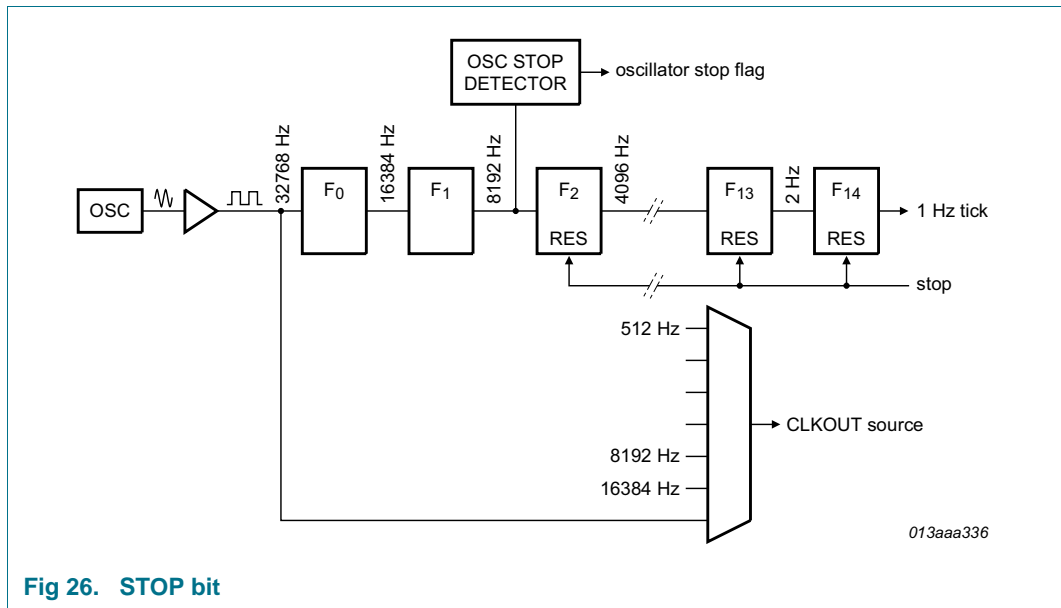 OSC STOP
DETECTOR
oscillator stop flag
32768 Hz
16384 Hz
8192 Hz
4096 Hz
2 Hz
OSC
F0
F1
F2
RES
F13
RES
F14
RES
1 Hz tick
stop
512 Hz
CLKOUT source
8192 Hz
16384 Hz
013aaa336
Fig 26. STOP bit